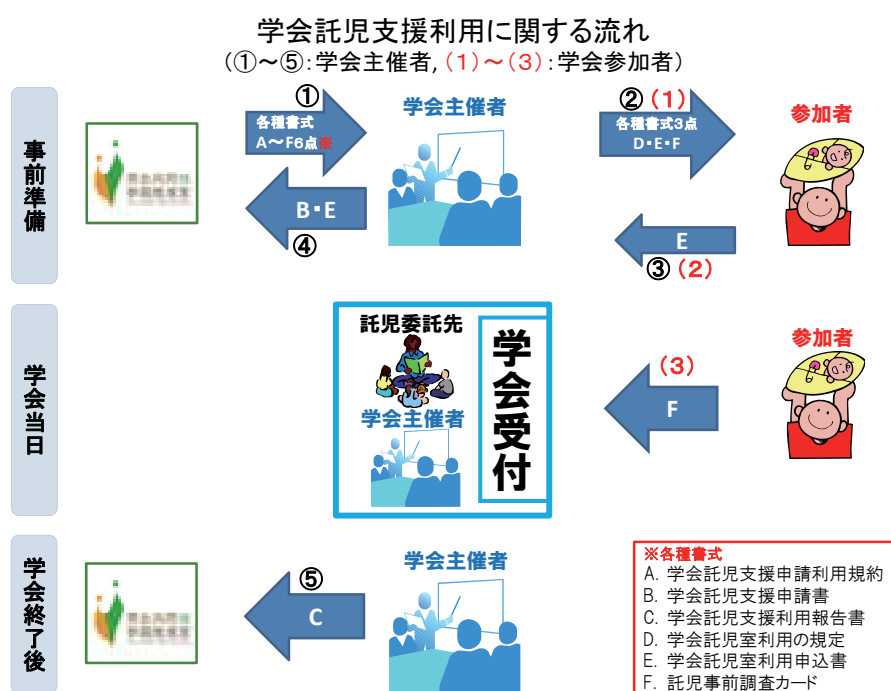 学会託児支援利用に関する流れ
(①～⑤:学会主催者,(1)～(3):学会参加者)
事前準備
①
各種書式
A～F6点※
学会主催者
②(1)
各種書式3点
D・E・F
参加者
B・E
④
E
③(2)
学会当日
託児委託先
学会主催者
学会受付
(3)
F
参加者
学会終了後
⑤
C
学会主催者
※各種書式
A. 学会託児支援申請利用規約
B. 学会託児支援申請書
C. 学会託児支援利用報告書
D. 学会託児室利用の規定
E. 学会託児室利用申込書
F. 託児事前調査カード